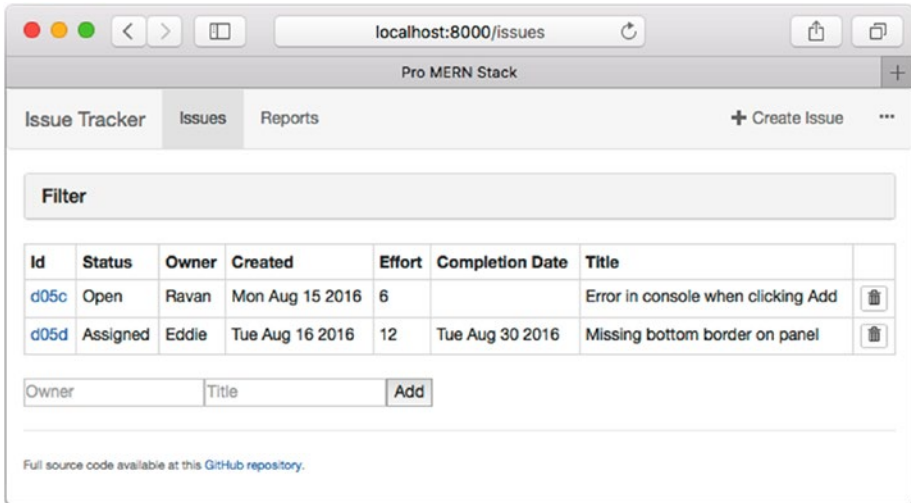 localhost:8000/issues
Pro MERN Stack
Issue Tracker Issues Reports Create Issue
Filter
Id Status Owner Created Effort Completion Date Title
d05c Open Ravan Mon Aug 15 2016 6 Error in console when clicking Add
d05d Assigned Eddie Tue Aug 16 2016 12 Tue Aug 30 2016 Missing bottom border on panel
Owner Title Add
Full source code available at this GitHub repository.